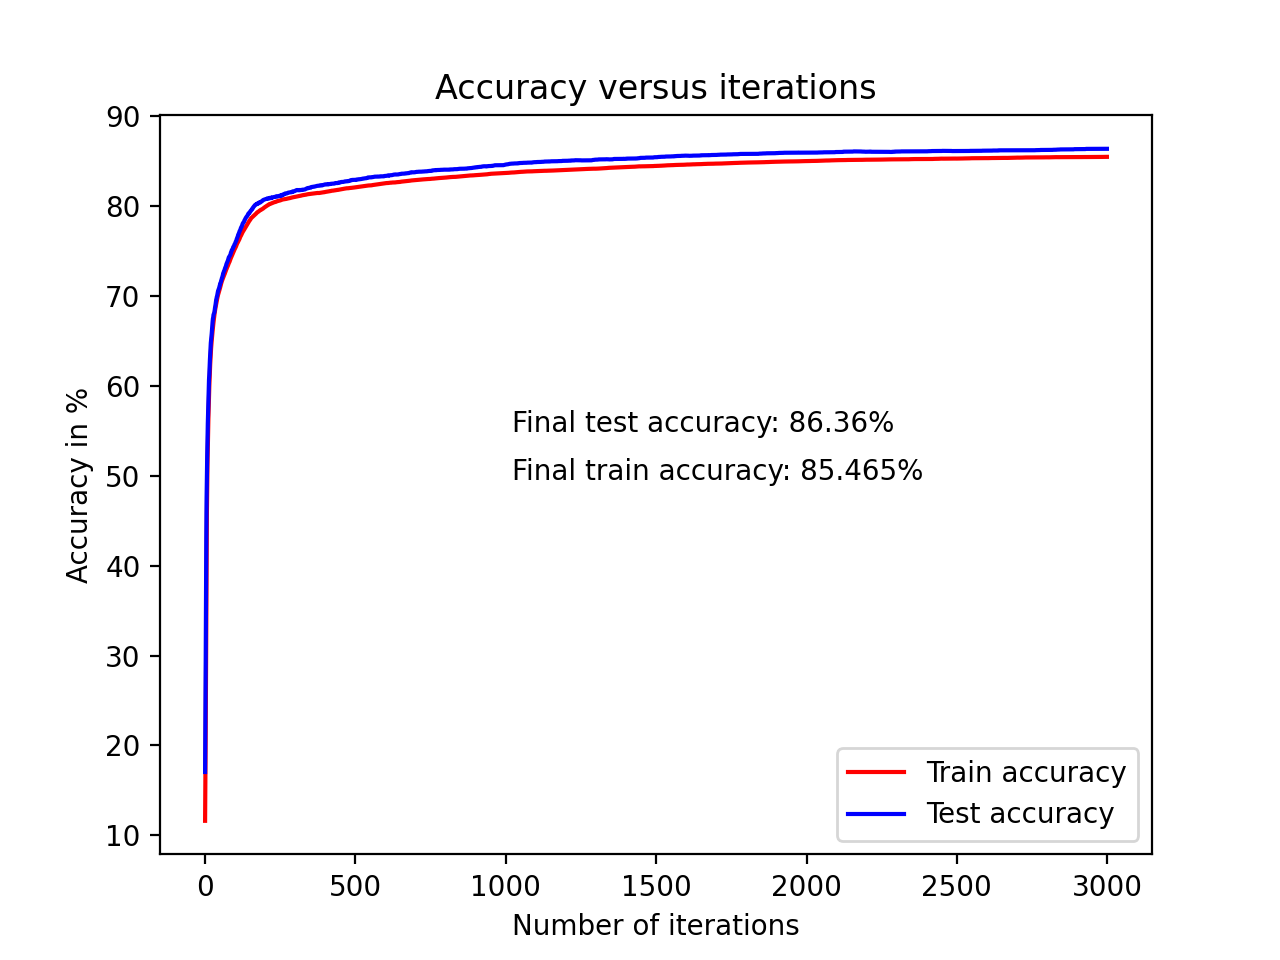 Accuracy versus iterations
Accuracy in %
90
80
70
60
50
40
30
20
10
Final test accuracy: 86.36%
Final train accuracy: 85.465%
Train accuracy
Test accuracy
0 500 1000 1500 2000 2500 3000
Number of iterations